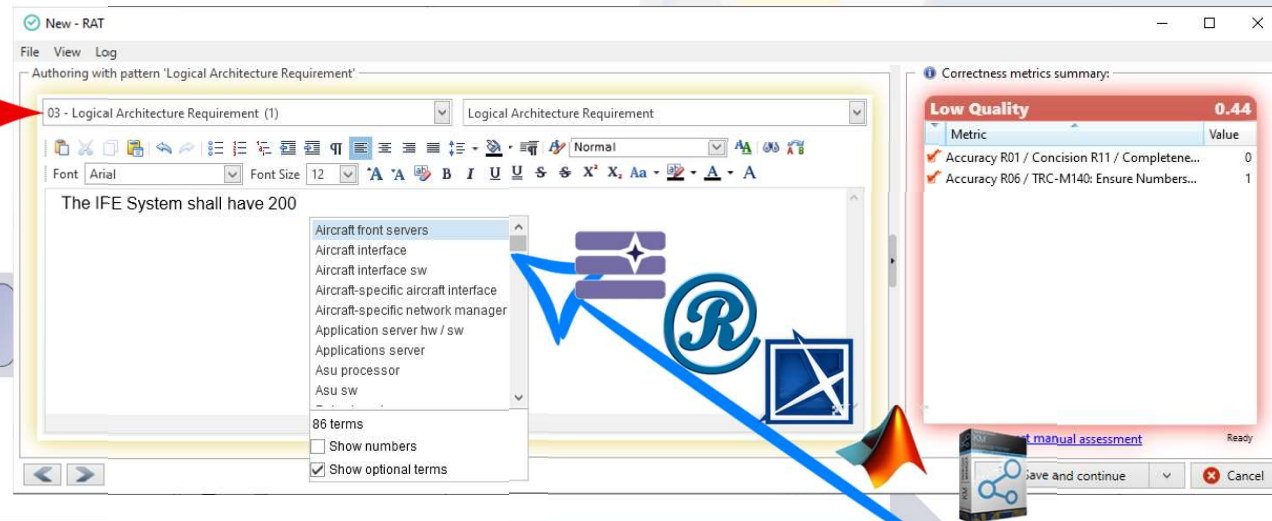 New - RAT
File View Log
Authoring with pattern 'Logical Architecture Requirement'
03 - Logical Architecture Requirement (1)
Logical Architecture Requirement
Normal
Font Arial Font Size 12
The IFE System shall have 200
Aircraft front servers
Aircraft interface
Aircraft interface sw
Aircraft-specific aircraft interface
Aircraft-specific network manager
Application server hw / sw
Applications server
Asu processor
Asu sw
86 terms
Show numbers
Show optional terms
Correctness metrics summary:
Low Quality 0.44
Metric Value
Accuracy R01 / Concision R11 / Completene... 0
Accuracy R06 / TRC-M140: Ensure Numbers... 1
manual assessment
Ready
Save and continue
Cancel